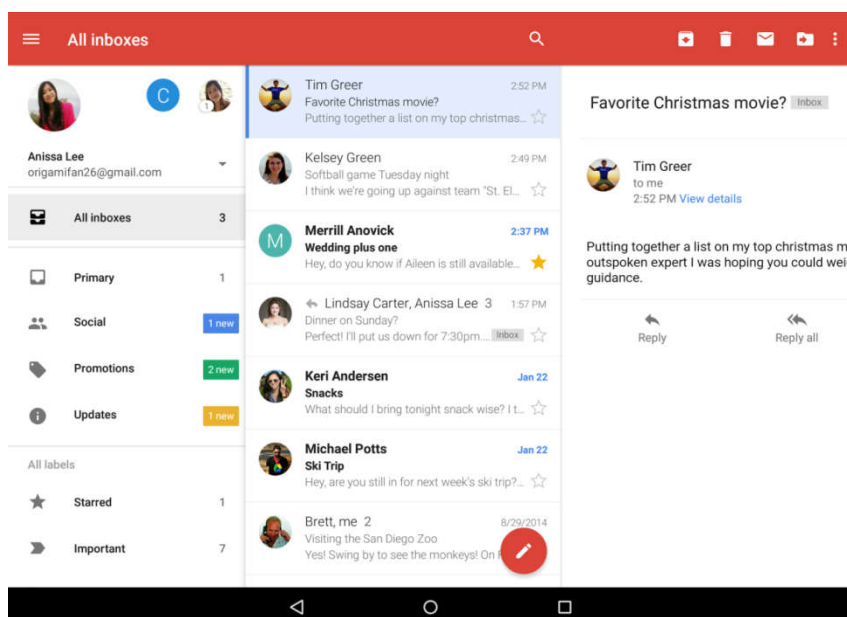 All inboxes
C
1
Anissa Lee
origamifan26@gmail.com
All inboxes 3
Primary 1
Social 1 new
Promotions 2 new
Updates 1 new
All labels
Starred 1
Important 7
Tim Greer 2:52 PM
Favorite Christmas movie?
Putting together a list on my top christmas...
Kelsey Green 2:49 PM
Softball game Tuesday night
I think we're going up against team "St. El...
M
Merrill Anovick 2:37 PM
Wedding plus one
Hey, do you know if Aileen is still available...
Lindsay Carter, Anissa Lee 3 1:57 PM
Dinner on Sunday?
Perfect! I'll put us down for 7:30pm.... Inbox
Keri Andersen Jan 22
Snacks
What should I bring tonight snack wise? I t...
Michael Potts Jan 22
Ski Trip
Hey, are you still in for next week's ski trip?...
Brett, me 2 8/29/2014
Visiting the San Diego Zoo
Yes! Swing by to see the monkeys! On
Favorite Christmas movie? Inbox
Tim Greer
to me
2:52 PM View details
Putting together a list on my top christmas m
outspoken expert I was hoping you could wei
guidance.
Reply Reply all